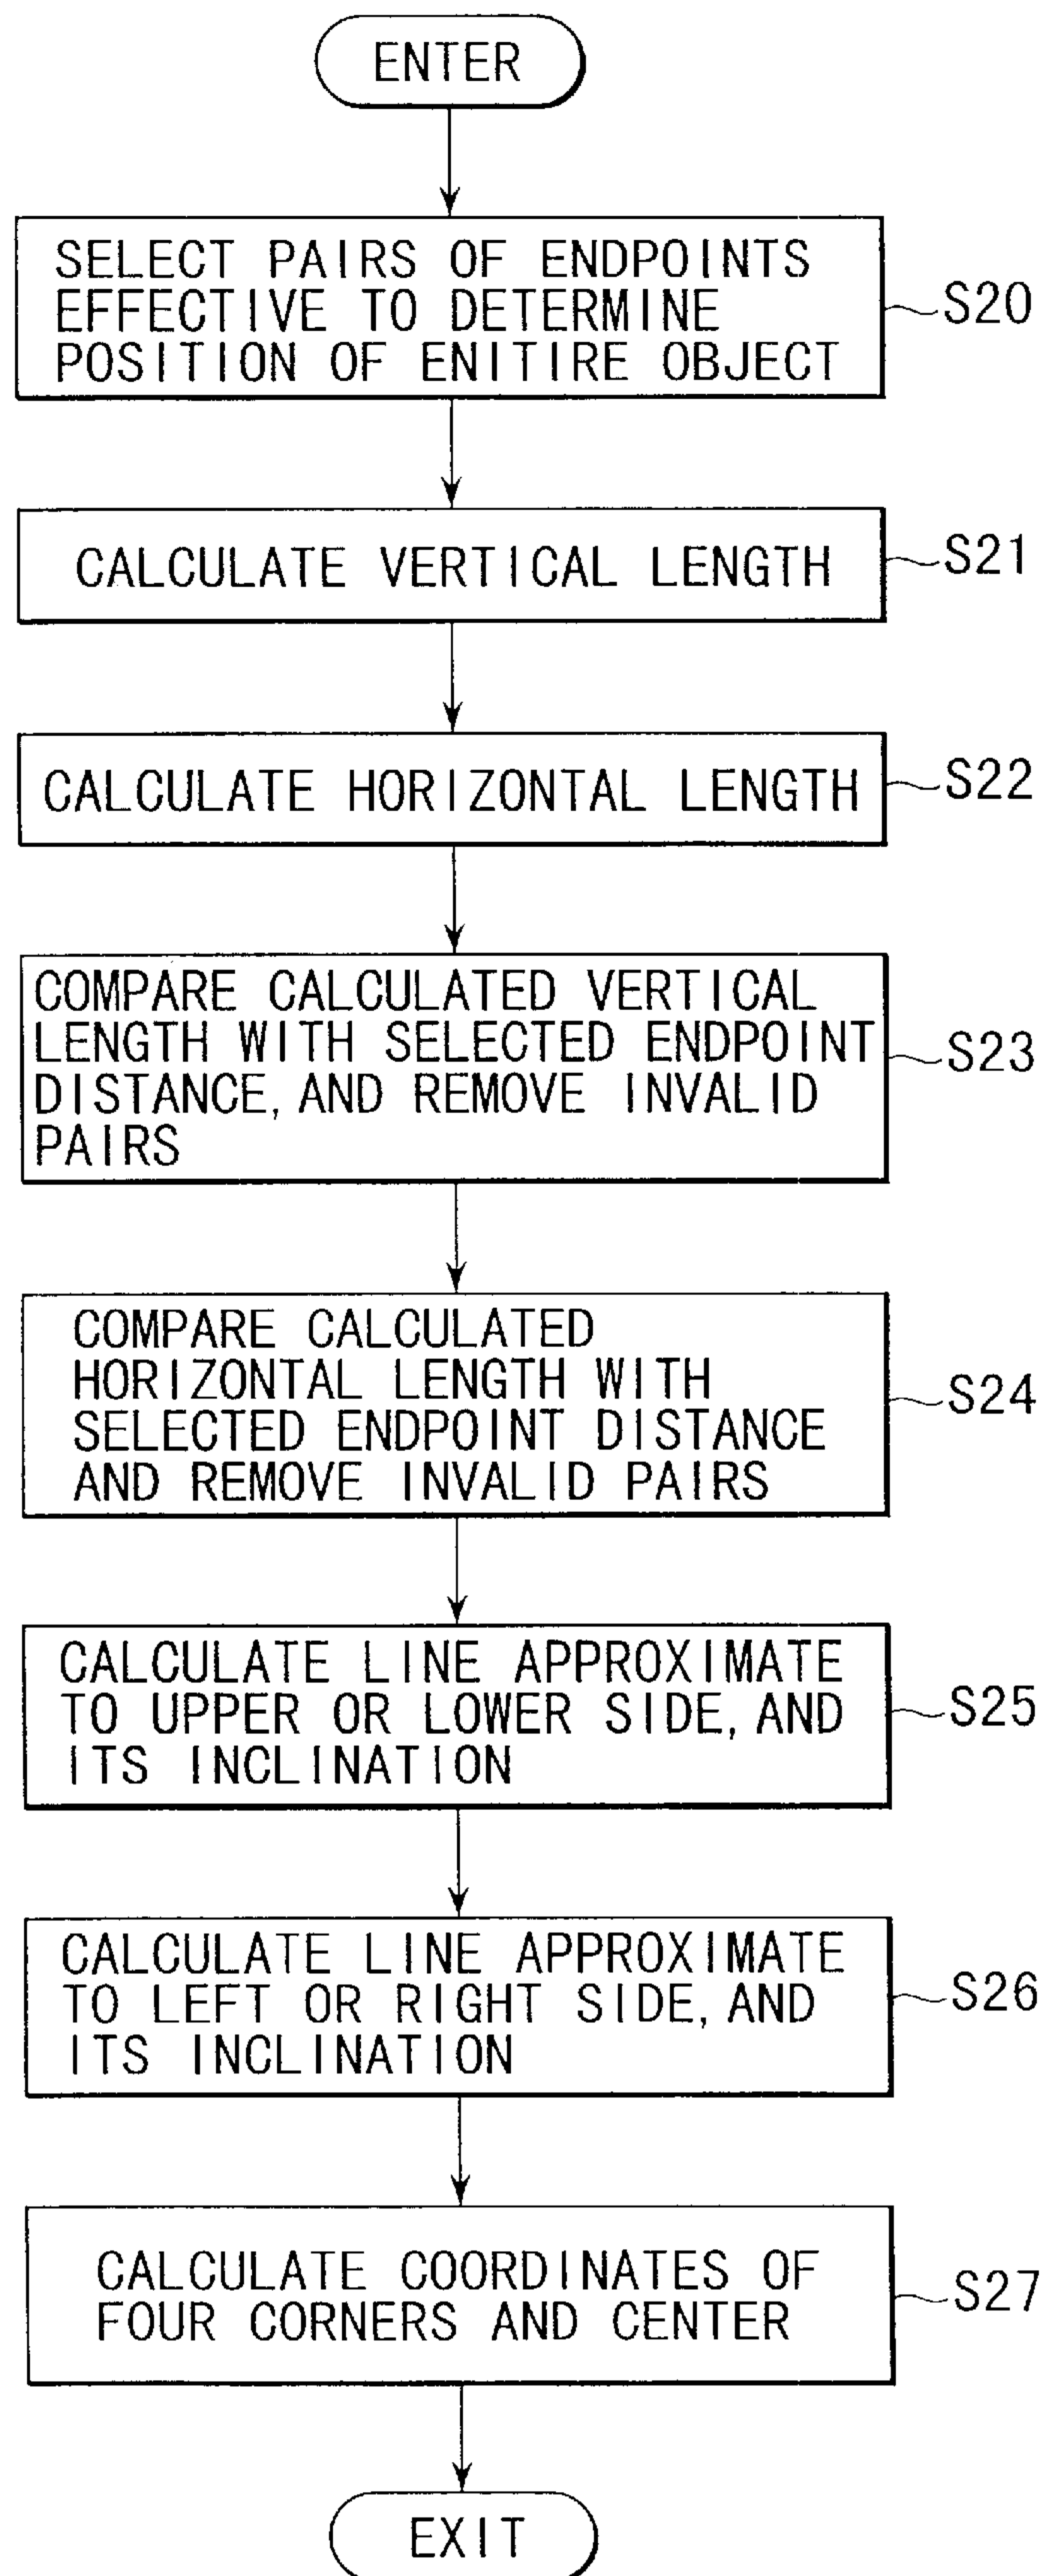 ENTER
SELECT PAIRS OF ENDPOINTS
EFFECTIVE TO DETERMINE
POSITION OF ENITIRE OBJECT
S20
CALCULATE VERTICAL LENGTH
S21
CALCULATE HORIZONTAL LENGTH
S22
COMPARE CALCULATED VERTICAL
LENGTH WITH SELECTED ENDPOINT
DISTANCE, AND REMOVE INVALID
PAIRS
S23
COMPARE CALCULATED
HORIZONTAL LENGTH WITH
SELECTED ENDPOINT DISTANCE
AND REMOVE INVALID PAIRS
S24
CALCULATE LINE APPROXIMATE
TO UPPER OR LOWER SIDE, AND
ITS INCLINATION
S25
CALCULATE LINE APPROXIMATE
TO LEFT OR RIGHT SIDE, AND
ITS INCLINATION
S26
CALCULATE COORDINATES OF
FOUR CORNERS AND CENTER
S27
EXIT